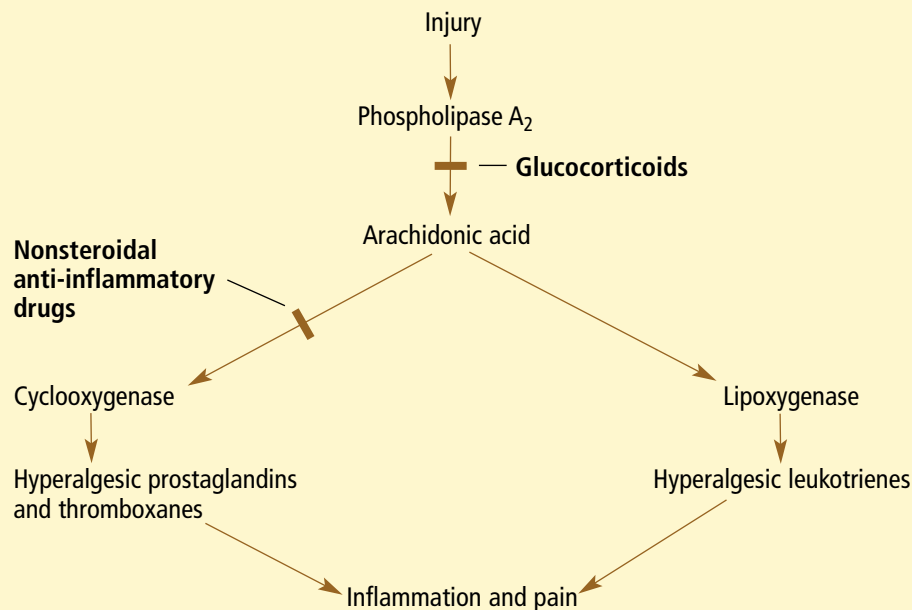 Injury
Phospholipase A₂
Glucocorticoids
Arachidonic acid
Nonsteroidal
anti-inflammatory
drugs
Cyclooxygenase
Lipoxygenase
Hyperalgesic prostaglandins
and thromboxanes
Hyperalgesic leukotrienes
Inflammation and pain